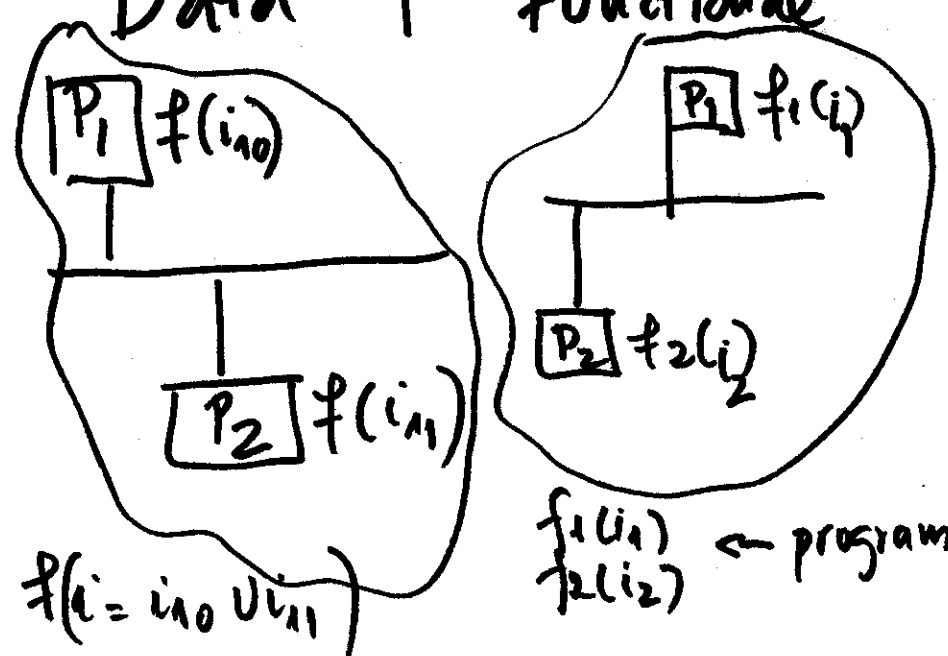 Data | Functional
P1 f(i10)
P2 f(i11)
f(i = i10 ∪ i11)
P1 f1(i1)
P2 f2(i2)
f1(i1) ← program
f2(i2)